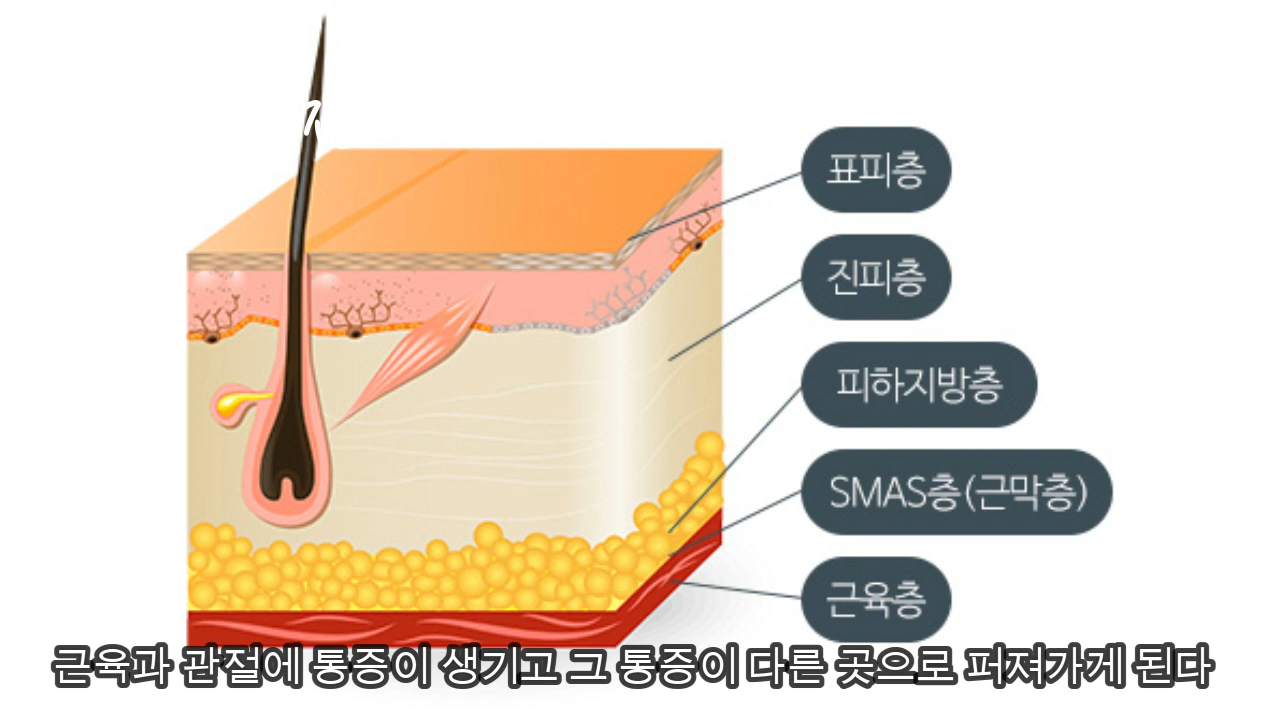 표피층
진피층
피하지방층
SMAS층(근막층)
근육층
근육과 관절에 통증이 생기고 그 통증이 다른 곳으로 퍼져가게 된다